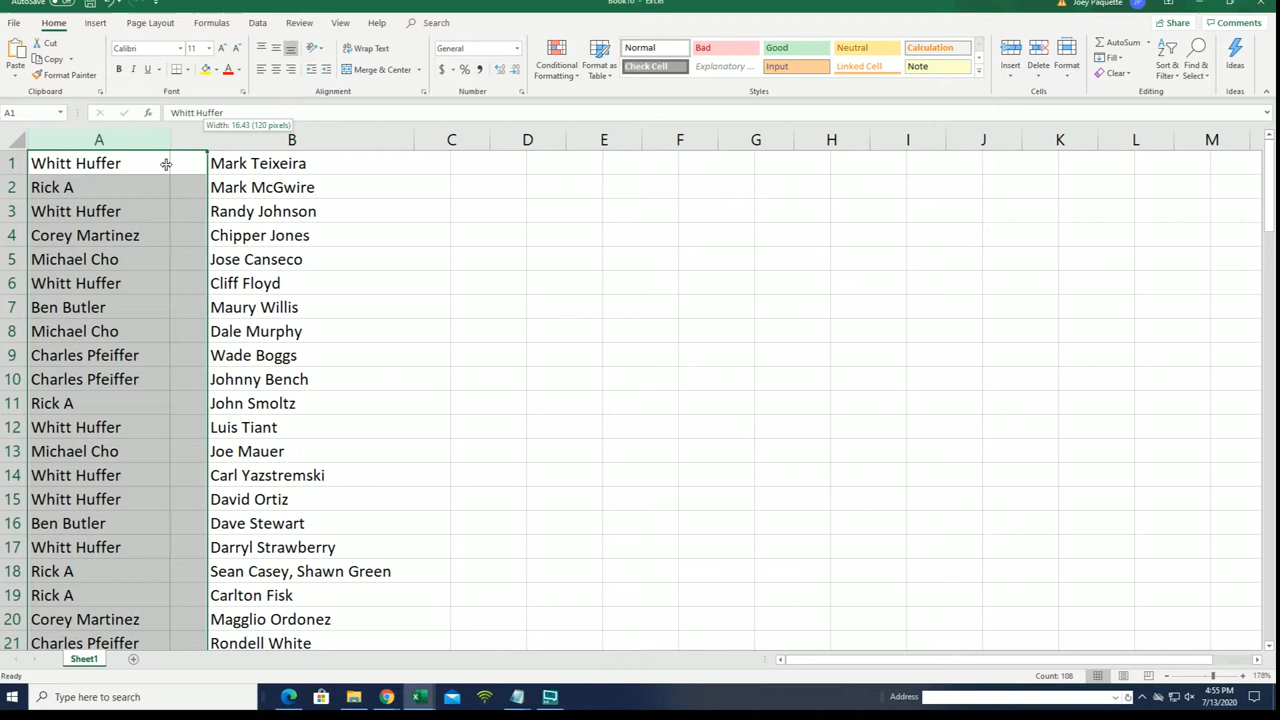 AutoSave Off Book10 - Excel Joey Paquette JP
File Home Insert Page Layout Formulas Data Review View Help Search Share Comments
Paste Cut Copy Format Painter Clipboard
Calibri 11 B I U A Font
Wrap Text Merge & Center Alignment
General $ % Number
Conditional Formatting Format as Table
Normal Bad Good Neutral Calculation
Check Cell Explanatory ... Input Linked Cell Note
Styles
Insert Delete Format Cells
AutoSum Fill Clear Sort & Filter Find & Select Editing
Ideas Ideas
A1 fx Whitt Huffer
Width: 16.43 (120 pixels)
A B C D E F G H I J K L M
1 Whitt Huffer Mark Teixeira
2 Rick A Mark McGwire
3 Whitt Huffer Randy Johnson
4 Corey Martinez Chipper Jones
5 Michael Cho Jose Canseco
6 Whitt Huffer Cliff Floyd
7 Ben Butler Maury Willis
8 Michael Cho Dale Murphy
9 Charles Pfeiffer Wade Boggs
10 Charles Pfeiffer Johnny Bench
11 Rick A John Smoltz
12 Whitt Huffer Luis Tiant
13 Michael Cho Joe Mauer
14 Whitt Huffer Carl Yazstremski
15 Whitt Huffer David Ortiz
16 Ben Butler Dave Stewart
17 Whitt Huffer Darryl Strawberry
18 Rick A Sean Casey, Shawn Green
19 Rick A Carlton Fisk
20 Corey Martinez Magglio Ordonez
21 Charles Pfeiffer Rondell White
Sheet1
Ready Count: 108 178%
Type here to search Address 4:55 PM
7/13/2020